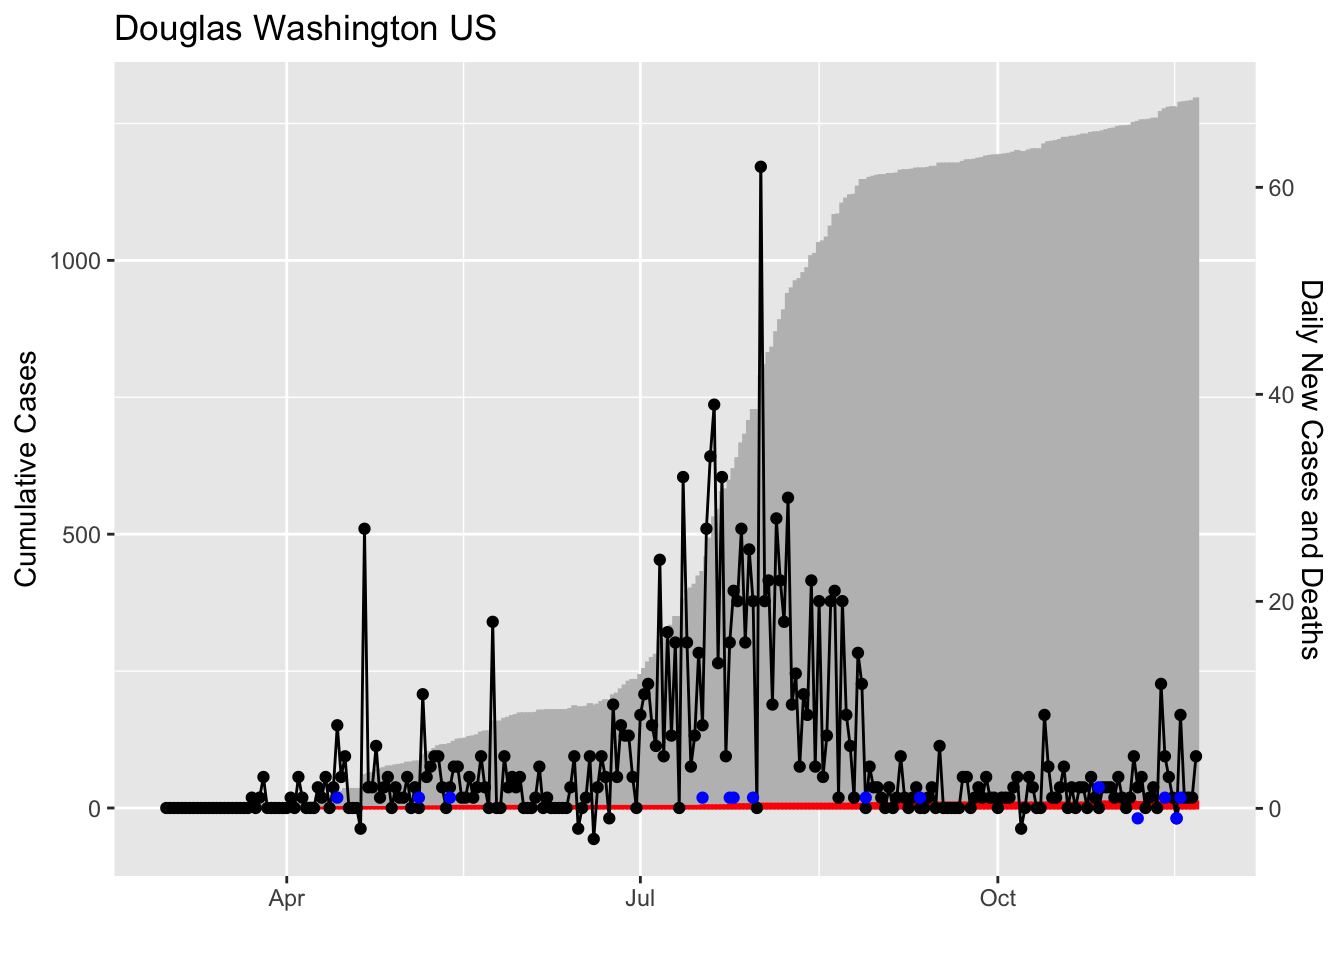 Douglas Washington US
Cumulative Cases
1000
500
0
60
40
20
0
Daily New Cases and Deaths
Apr
Jul
Oct